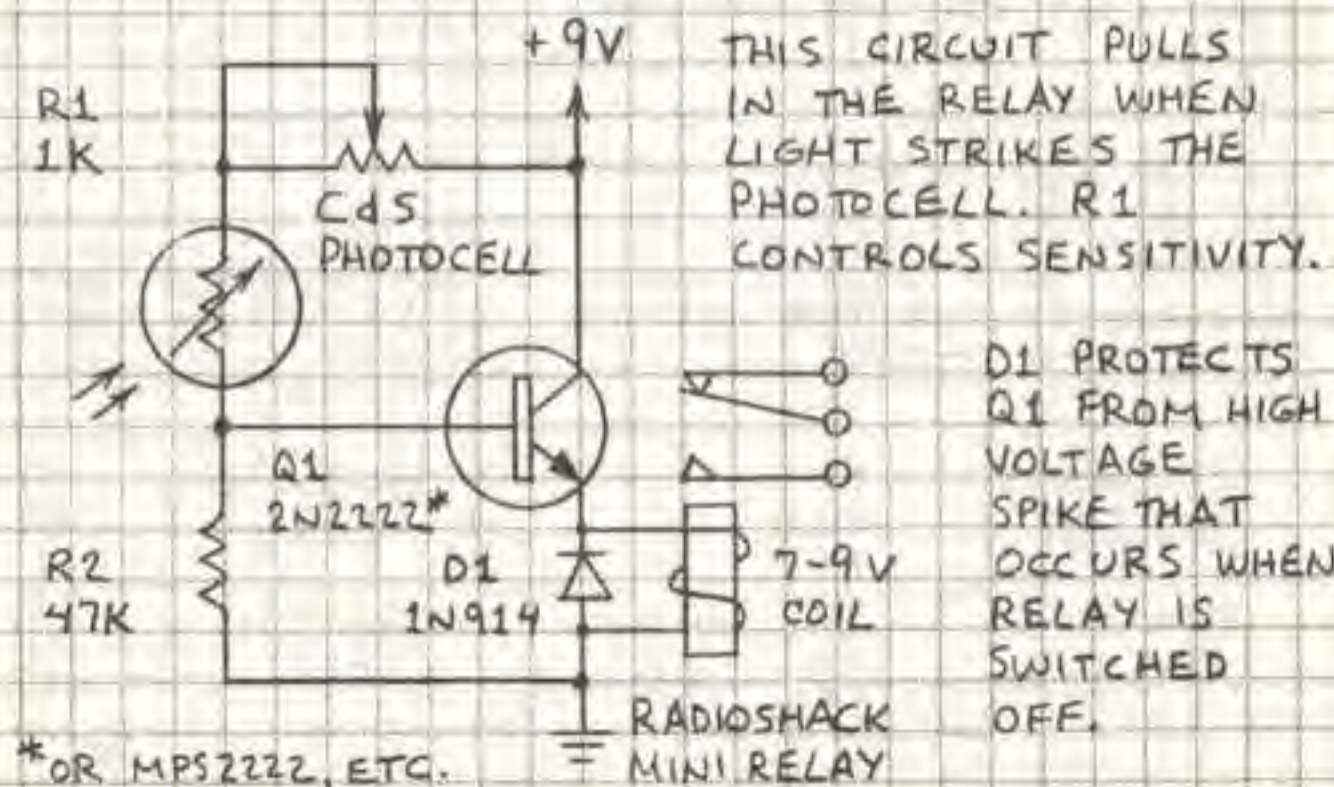 +9V
R1
1K
CdS
PHOTOCELL
THIS CIRCUIT PULLS
IN THE RELAY WHEN
LIGHT STRIKES THE
PHOTOCELL. R1
CONTROLS SENSITIVITY.
Q1
2N2222*
R2
47K
D1
1N914
7-9V
COIL
D1 PROTECTS
Q1 FROM HIGH
VOLTAGE
SPIKE THAT
OCCURS WHEN
RELAY IS
SWITCHED
OFF.
RADIOSHACK
MINI RELAY
*OR MPS2222, ETC.